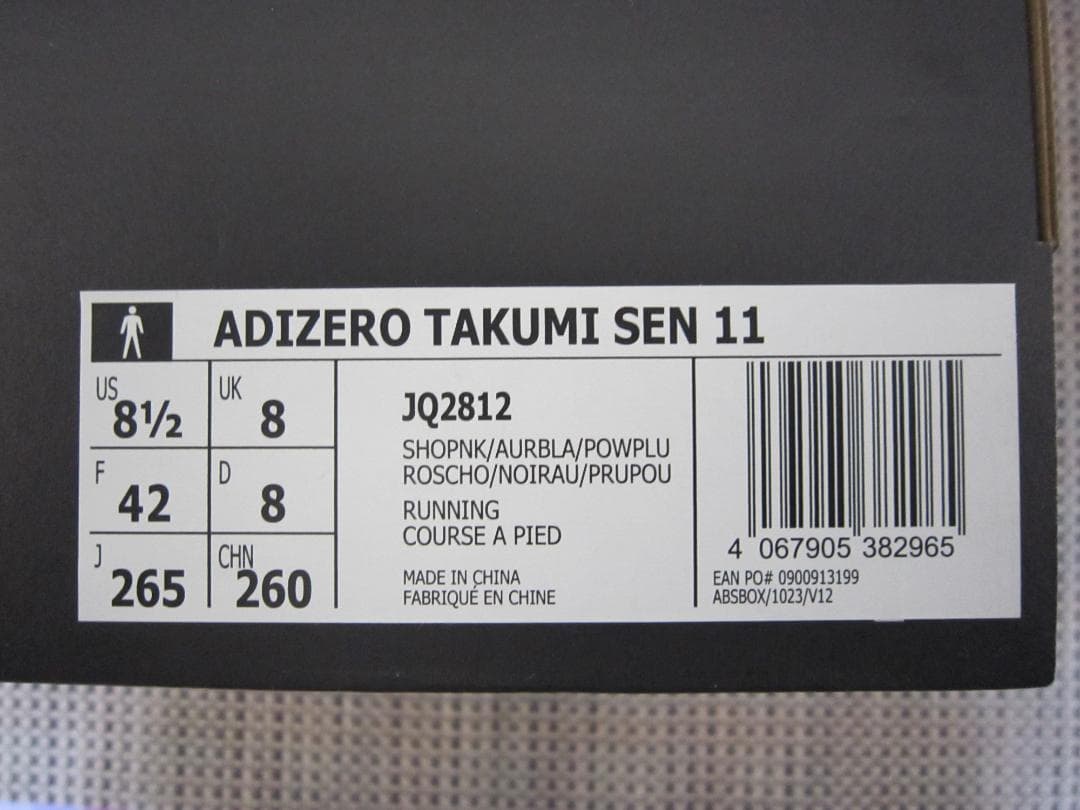 ADIZERO TAKUMI SEN 11
US 8½
UK 8
F 42
D 8
J 265
CHN 260
JQ2812
SHOPNK/AURBLA/POWPLU
ROSCHO/NOIRAU/PRUPOU
RUNNING
COURSE A PIED
MADE IN CHINA
FABRIQUÉ EN CHINE
4 067905 382965
EAN PO# 0900913199
ABSBOX/1023/V12